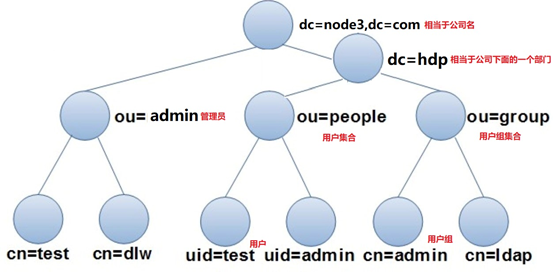 dc=node3,dc=com 相当于公司名
dc=hdp 相当于公司下面的一个部门
ou= admin 管理员
ou=people
用户集合
ou=group
用户组集合
cn=test
cn=dlw
uid=test
用户
uid=admin
cn=admin
用户组
cn=ldap